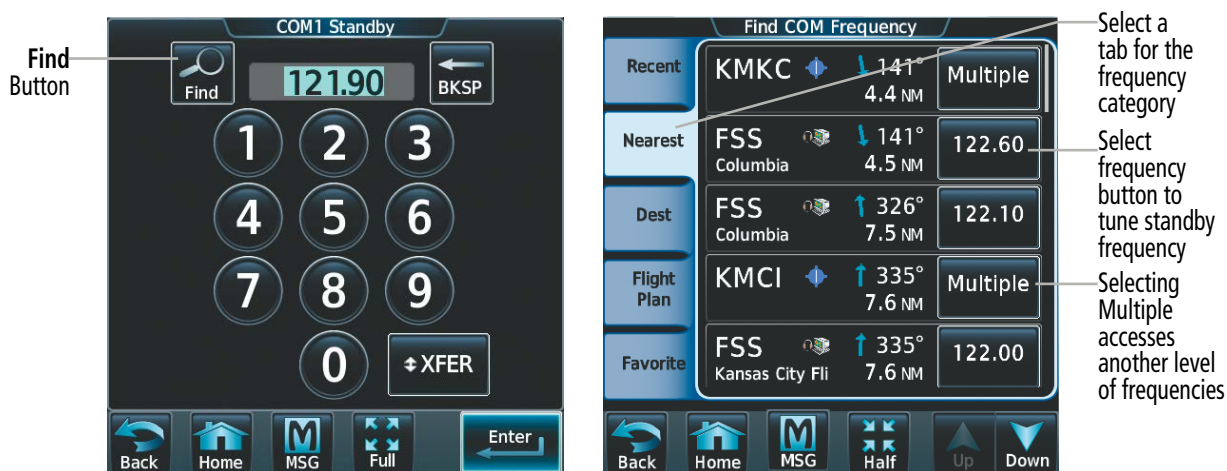 Find
Button
COM1 Standby
Find
121.90
BKSP
1
2
3
4
5
6
7
8
9
0
XFER
Back
Home
MSG
Full
Enter
Find COM Frequency
Recent
Nearest
Dest
Flight
Plan
Favorite
KMKC 141°
4.4 NM
Multiple
FSS 141°
Columbia 4.5 NM
122.60
FSS 326°
Columbia 7.5 NM
122.10
KMCI 335°
7.6 NM
Multiple
FSS 335°
Kansas City Fli 7.6 NM
122.00
Back
Home
MSG
Half
Up
Down
Select a
tab for the
frequency
category
Select
frequency
button to
tune standby
frequency
Selecting
Multiple
accesses
another level
of frequencies